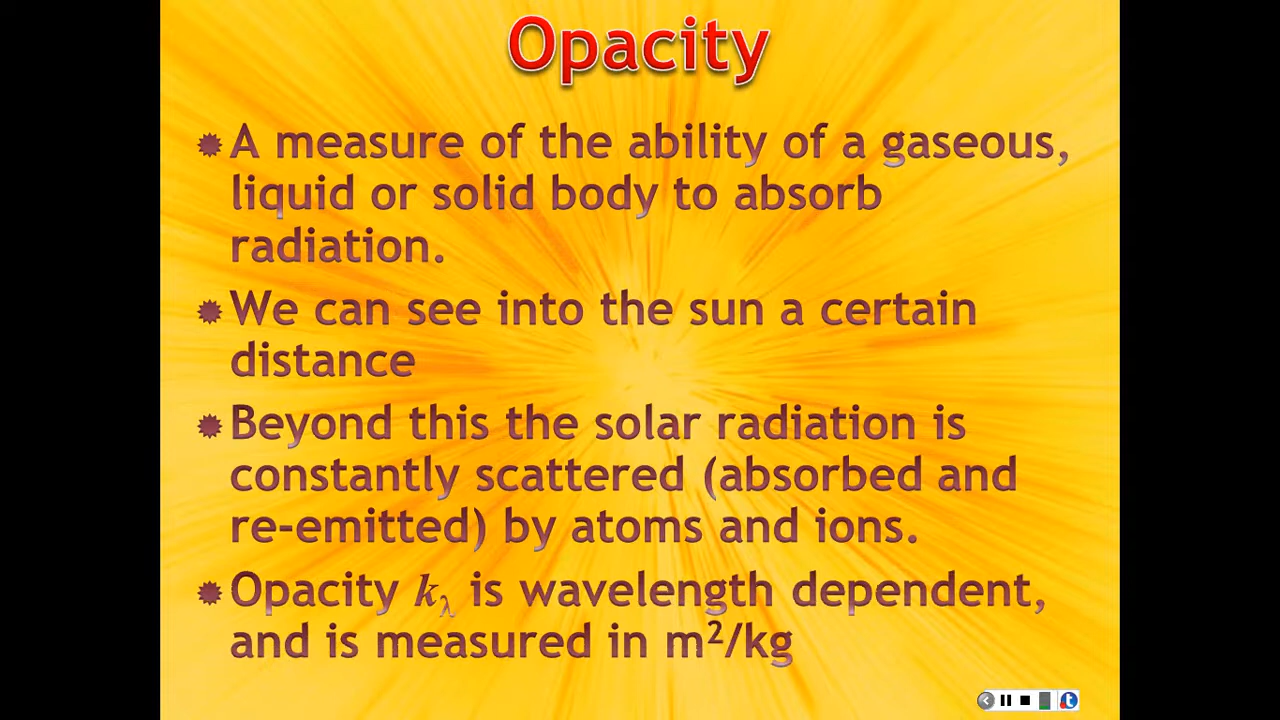 Opacity
A measure of the ability of a gaseous,
liquid or solid body to absorb
radiation.
We can see into the sun a certain
distance
Beyond this the solar radiation is
constantly scattered (absorbed and
re-emitted) by atoms and ions.
Opacity k_λ is wavelength dependent,
and is measured in m²/kg